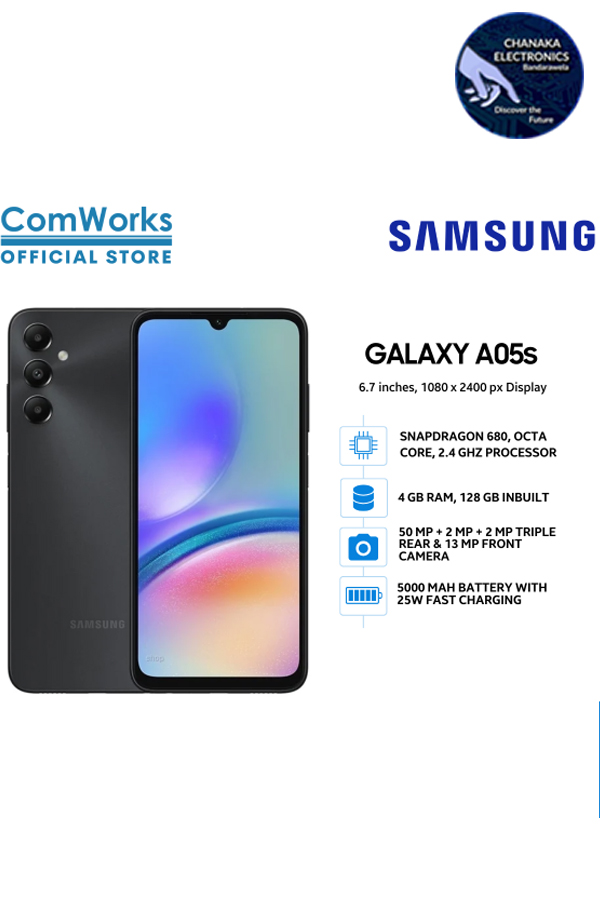 CHANAKA
ELECTRONICS
Bandarawela
Discover the
Future
ComWorks
OFFICIAL STORE
SAMSUNG
GALAXY A05s
6.7 inches, 1080 x 2400 px Display
SNAPDRAGON 680, OCTA
CORE, 2.4 GHZ PROCESSOR
4 GB RAM, 128 GB INBUILT
50 MP + 2 MP + 2 MP TRIPLE
REAR & 13 MP FRONT
CAMERA
5000 MAH BATTERY WITH
25W FAST CHARGING
SAMSUNG